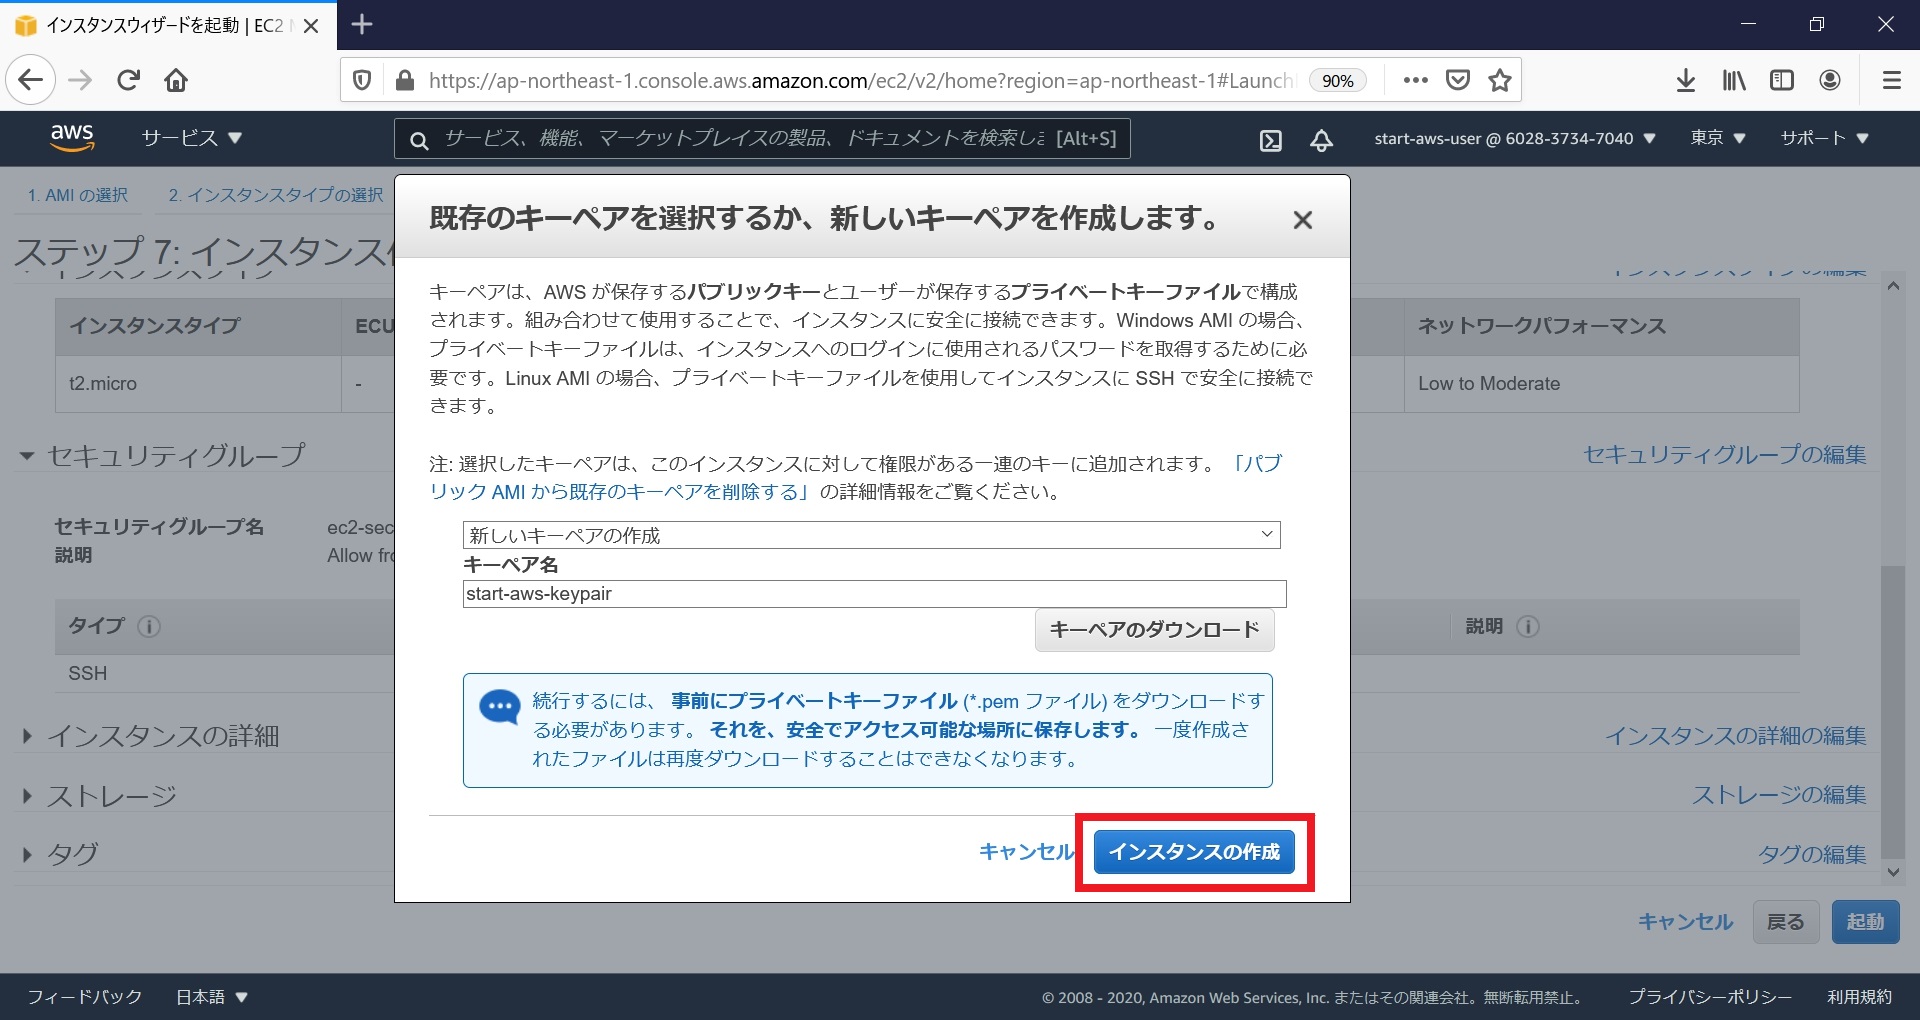 インスタンスウィザードを起動 | EC2
https://ap-northeast-1.console.aws.amazon.com/ec2/v2/home?region=ap-northeast-1#Launch
90%
aws
サービス
サービス、機能、マーケットプレイスの製品、ドキュメントを検索しま [Alt+S]
start-aws-user @ 6028-3734-7040
東京
サポート
1. AMI の選択
2. インスタンスタイプの選択
ステップ 7: インスタンス
インスタンスタイプ
インスタンスタイプの編集
インスタンスタイプ
ECU
ネットワークパフォーマンス
t2.micro
-
Low to Moderate
セキュリティグループ
セキュリティグループの編集
セキュリティグループ名
ec2-sec
説明
Allow fr
タイプ
説明
SSH
インスタンスの詳細
インスタンスの詳細の編集
ストレージ
ストレージの編集
タグ
タグの編集
既存のキーペアを選択するか、新しいキーペアを作成します。
キーペアは、AWS が保存するパブリックキーとユーザーが保存するプライベートキーファイルで構成
されます。組み合わせて使用することで、インスタンスに安全に接続できます。Windows AMI の場合、
プライベートキーファイルは、インスタンスへのログインに使用されるパスワードを取得するために必
要です。Linux AMI の場合、プライベートキーファイルを使用してインスタンスに SSH で安全に接続で
きます。
注: 選択したキーペアは、このインスタンスに対して権限がある一連のキーに追加されます。「パブ
リック AMI から既存のキーペアを削除する」 の詳細情報をご覧ください。
新しいキーペアの作成
キーペア名
start-aws-keypair
キーペアのダウンロード
続行するには、 事前にプライベートキーファイル (*.pem ファイル) をダウンロードす
る必要があります。 それを、安全でアクセス可能な場所に保存します。 一度作成さ
れたファイルは再度ダウンロードすることはできなくなります。
キャンセル
インスタンスの作成
キャンセル
戻る
起動
フィードバック
日本語
© 2008 - 2020, Amazon Web Services, Inc. またはその関連会社。無断転用禁止。
プライバシーポリシー
利用規約